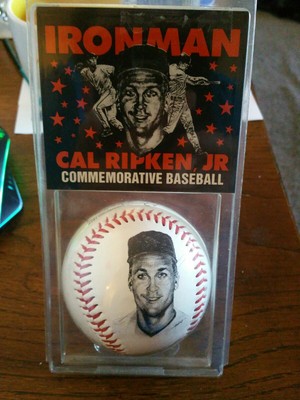 IRONMAN
CAL RIPKEN, JR
COMMEMORATIVE BASEBALL